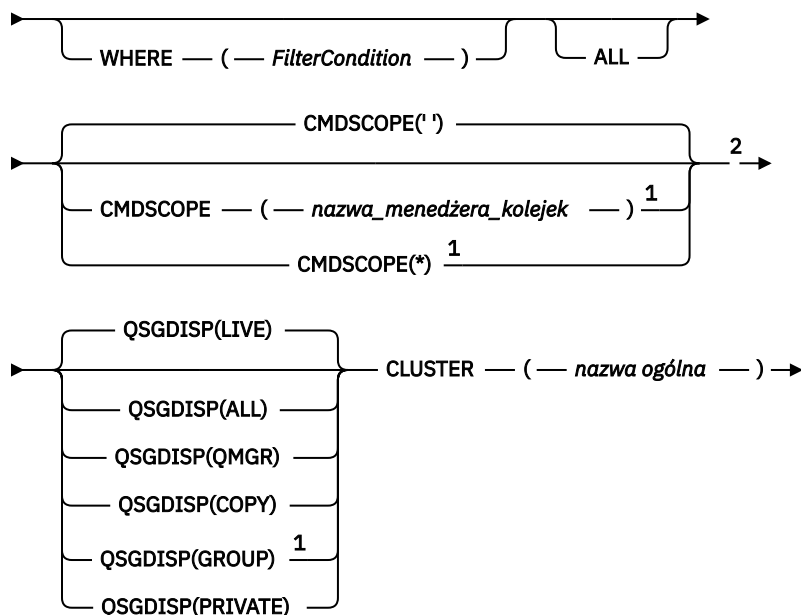 WHERE ( FilterCondition ) ALL
CMDSCOPE(' ')
2
CMDSCOPE ( nazwa_menedżera_kolejek ) 1
CMDSCOPE(*) 1
QSGDISP(LIVE)
CLUSTER ( nazwa ogólna )
QSGDISP(ALL)
QSGDISP(QMGR)
QSGDISP(COPY)
QSGDISP(GROUP) 1
QSGDISP(PRIVATE)